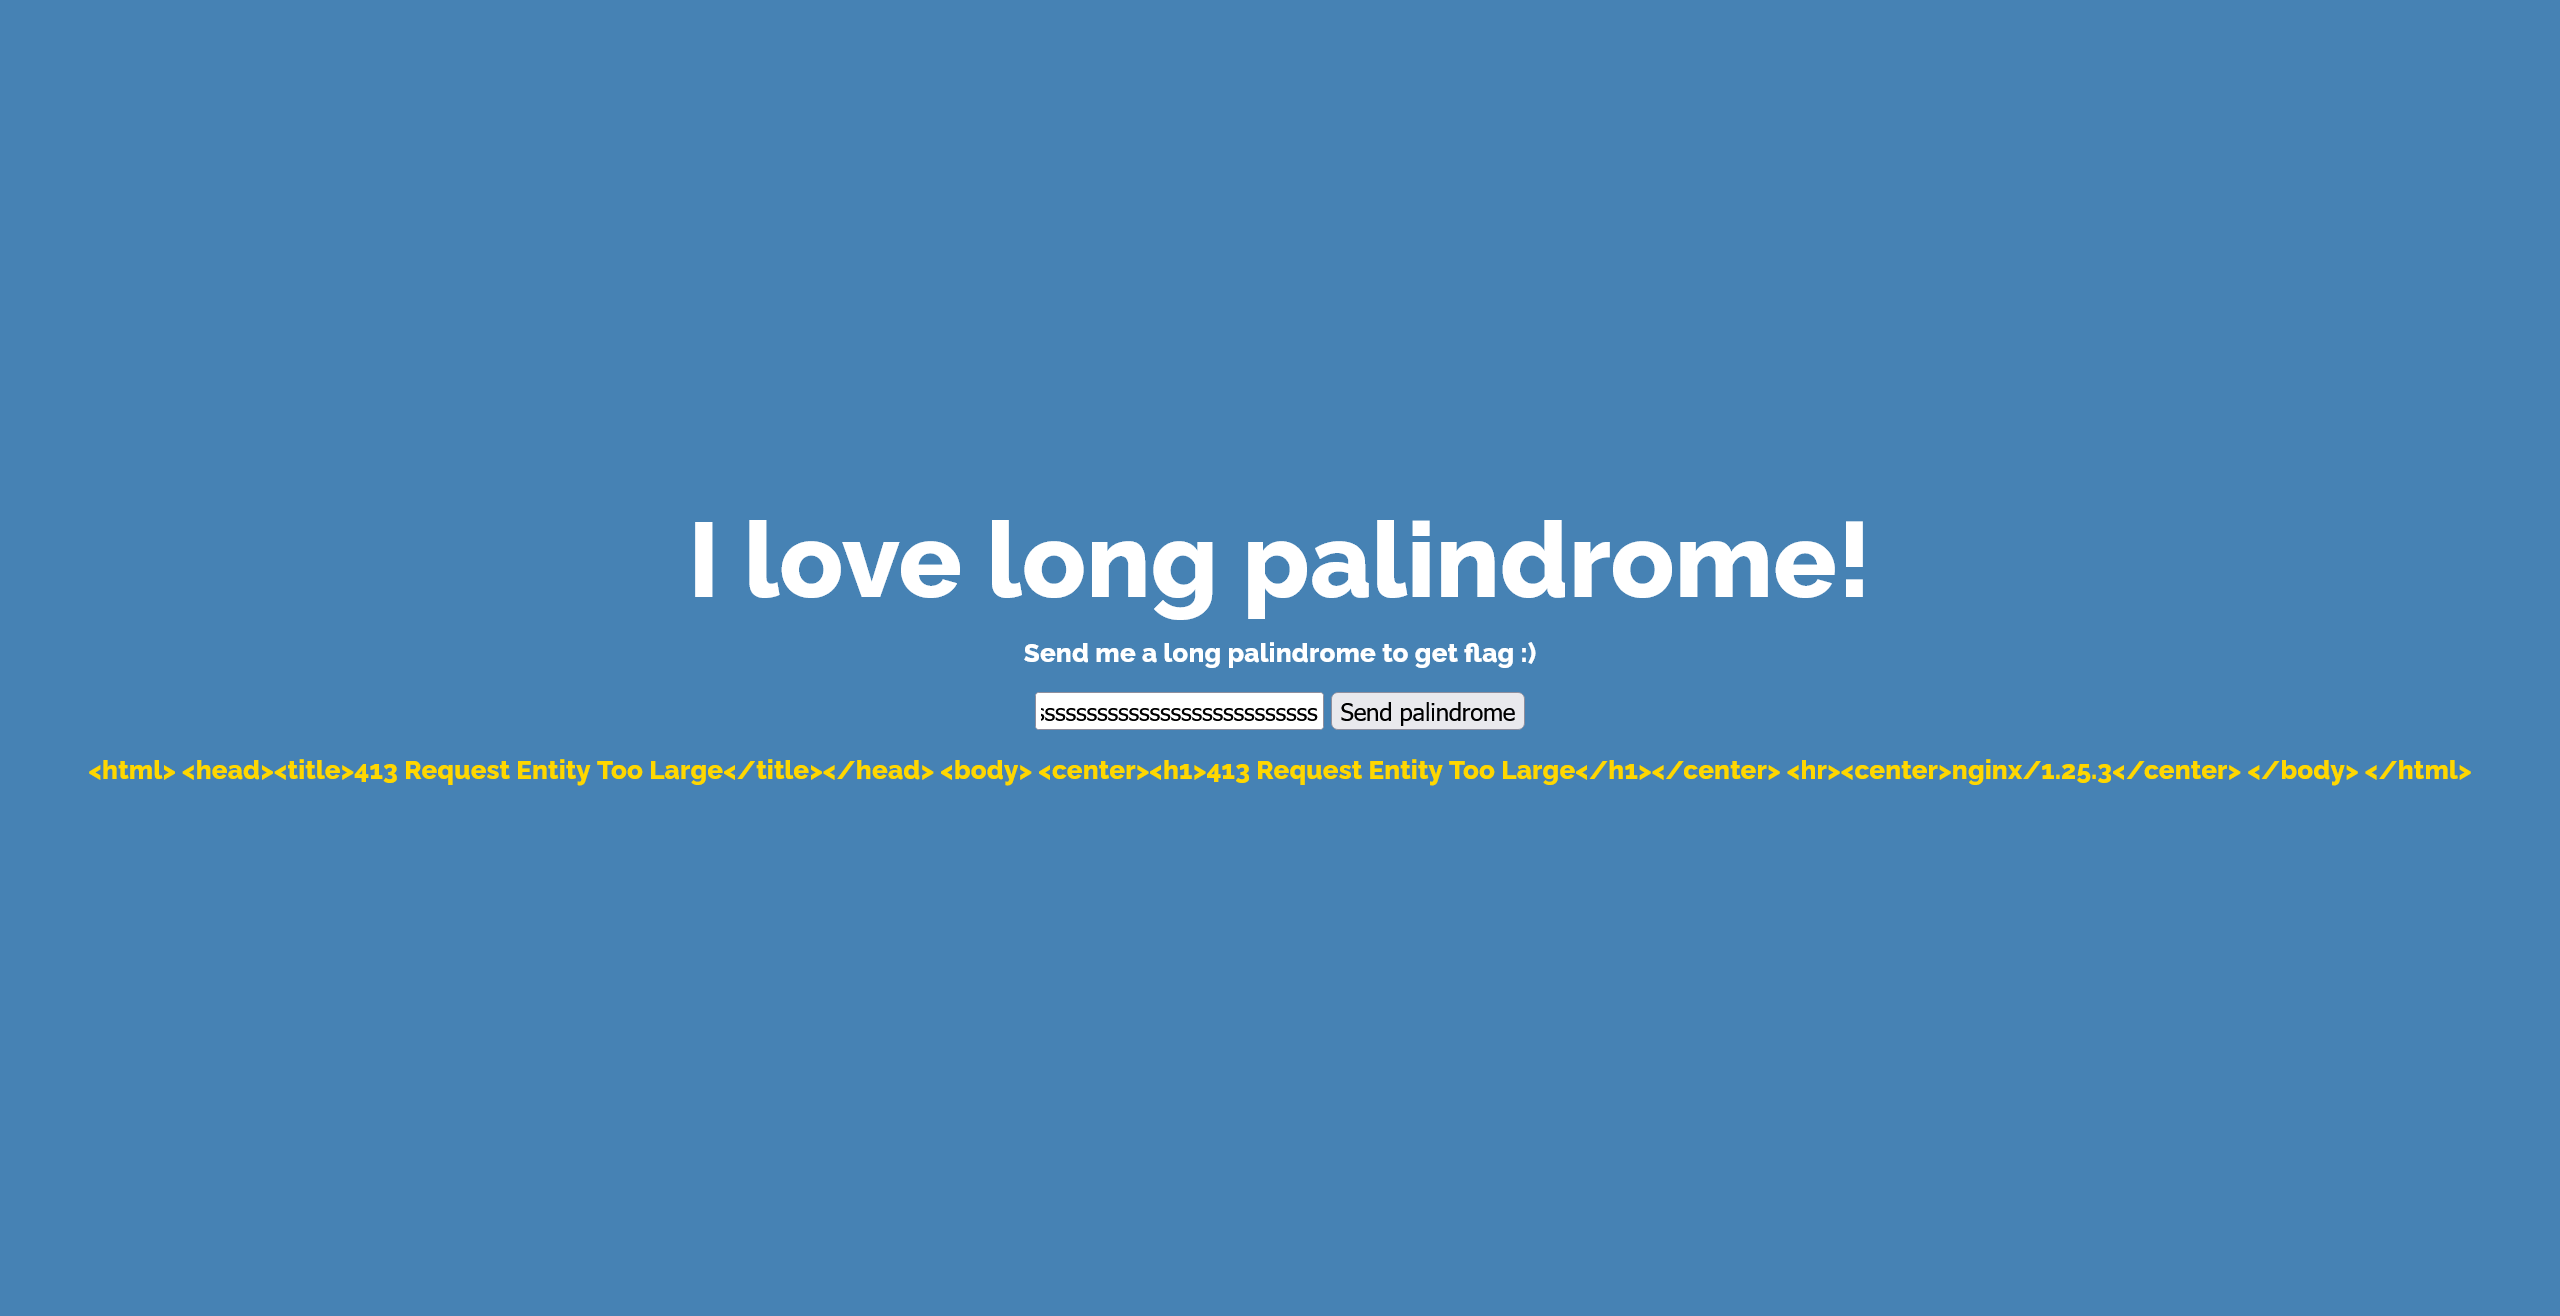 I love long palindrome!
Send me a long palindrome to get flag :)
sssssssssssssssssssssssssss Send palindrome
<html> <head><title>413 Request Entity Too Large</title></head> <body> <center><h1>413 Request Entity Too Large</h1></center> <hr><center>nginx/1.25.3</center> </body> </html>